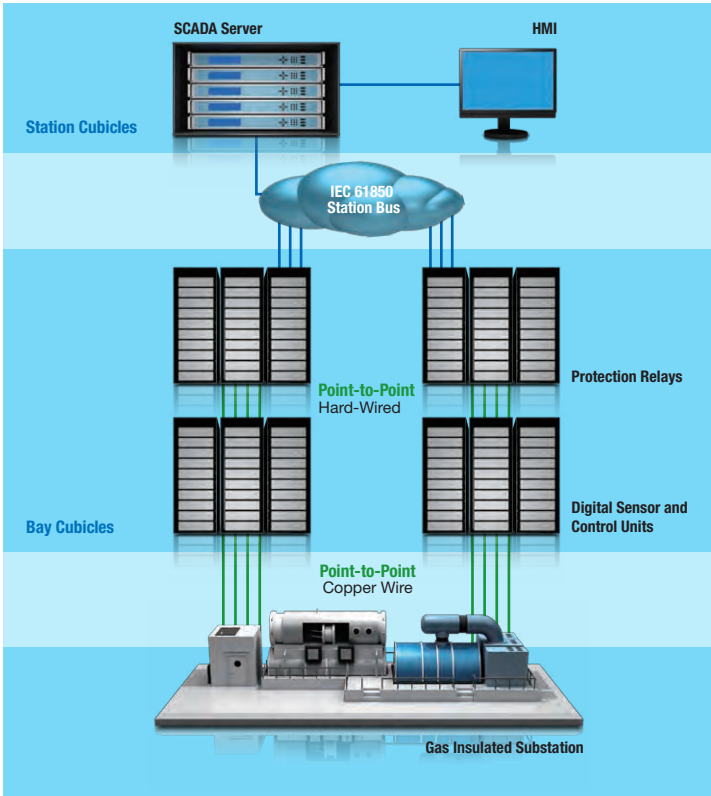 SCADA Server
HMI
Station Cubicles
IEC 61850
Station Bus
Protection Relays
Point-to-Point
Hard-Wired
Digital Sensor and
Control Units
Bay Cubicles
Point-to-Point
Copper Wire
Gas Insulated Substation